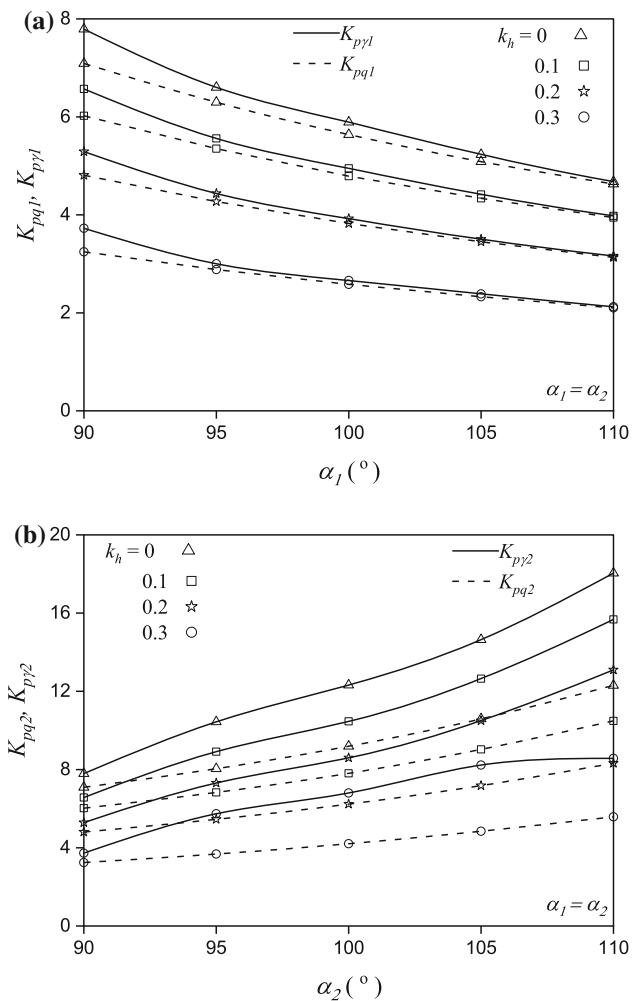 (a)
8
6
4
2
0
K_{pq1}, K_{pγ1}
K_{pγ1}
K_{pq1}
k_h = 0
0.1
0.2
0.3
α_1 = α_2
90 95 100 105 110
α_1 (°)
(b)
20
16
12
8
4
0
K_{pq2}, K_{pγ2}
k_h = 0
0.1
0.2
0.3
K_{pγ2}
K_{pq2}
α_1 = α_2
90 95 100 105 110
α_2 (°)